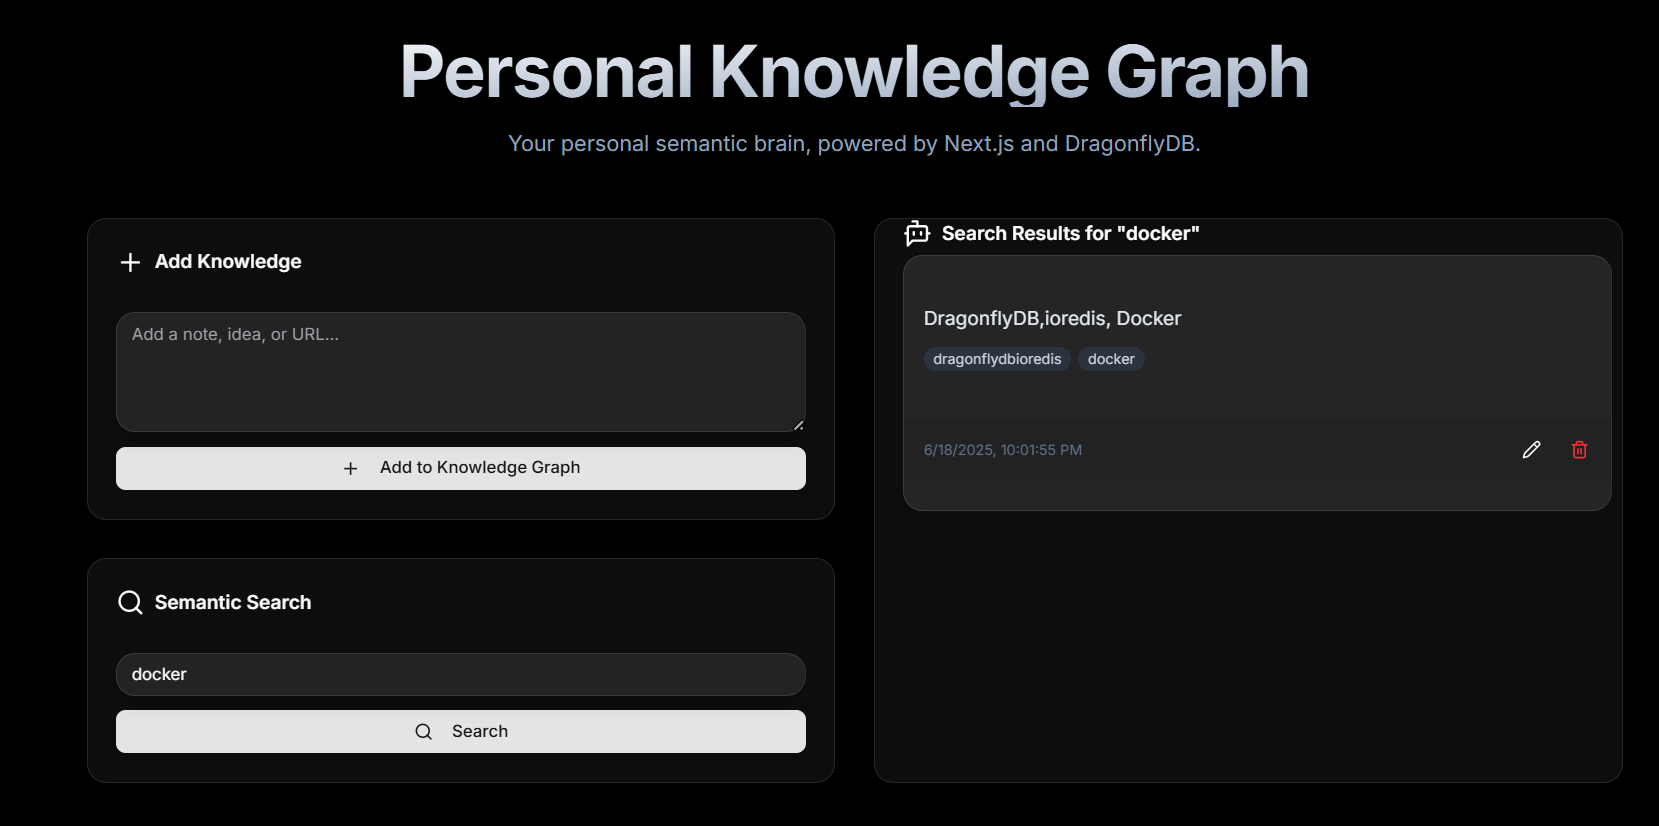 Personal Knowledge Graph
Your personal semantic brain, powered by Next.js and DragonflyDB.
Add Knowledge
Add a note, idea, or URL...
Add to Knowledge Graph
Semantic Search
docker
Search
Search Results for "docker"
DragonflyDB,ioredis, Docker
dragonflydbioredis docker
6/18/2025, 10:01:55 PM